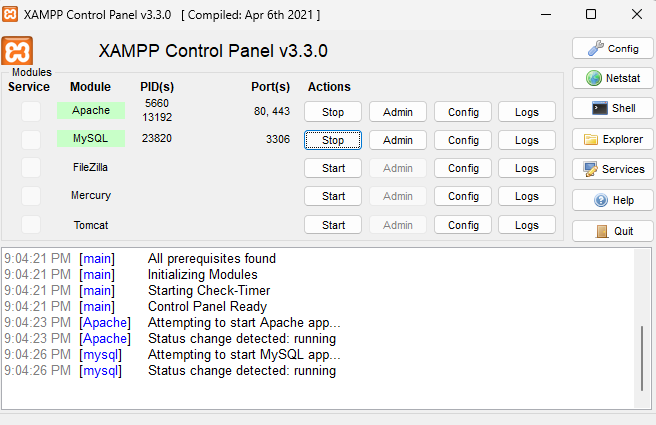 XAMPP Control Panel v3.3.0 [ Compiled: Apr 6th 2021 ]
XAMPP Control Panel v3.3.0
Config
Modules
Service Module PID(s) Port(s) Actions
Netstat
Apache 5660 13192 80, 443 Stop Admin Config Logs
Shell
MySQL 23820 3306 Stop Admin Config Logs
Explorer
FileZilla Start Admin Config Logs
Services
Mercury Start Admin Config Logs
Help
Tomcat Start Admin Config Logs
Quit
9:04:21 PM [main] All prerequisites found
9:04:21 PM [main] Initializing Modules
9:04:21 PM [main] Starting Check-Timer
9:04:21 PM [main] Control Panel Ready
9:04:23 PM [Apache] Attempting to start Apache app...
9:04:23 PM [Apache] Status change detected: running
9:04:26 PM [mysql] Attempting to start MySQL app...
9:04:26 PM [mysql] Status change detected: running